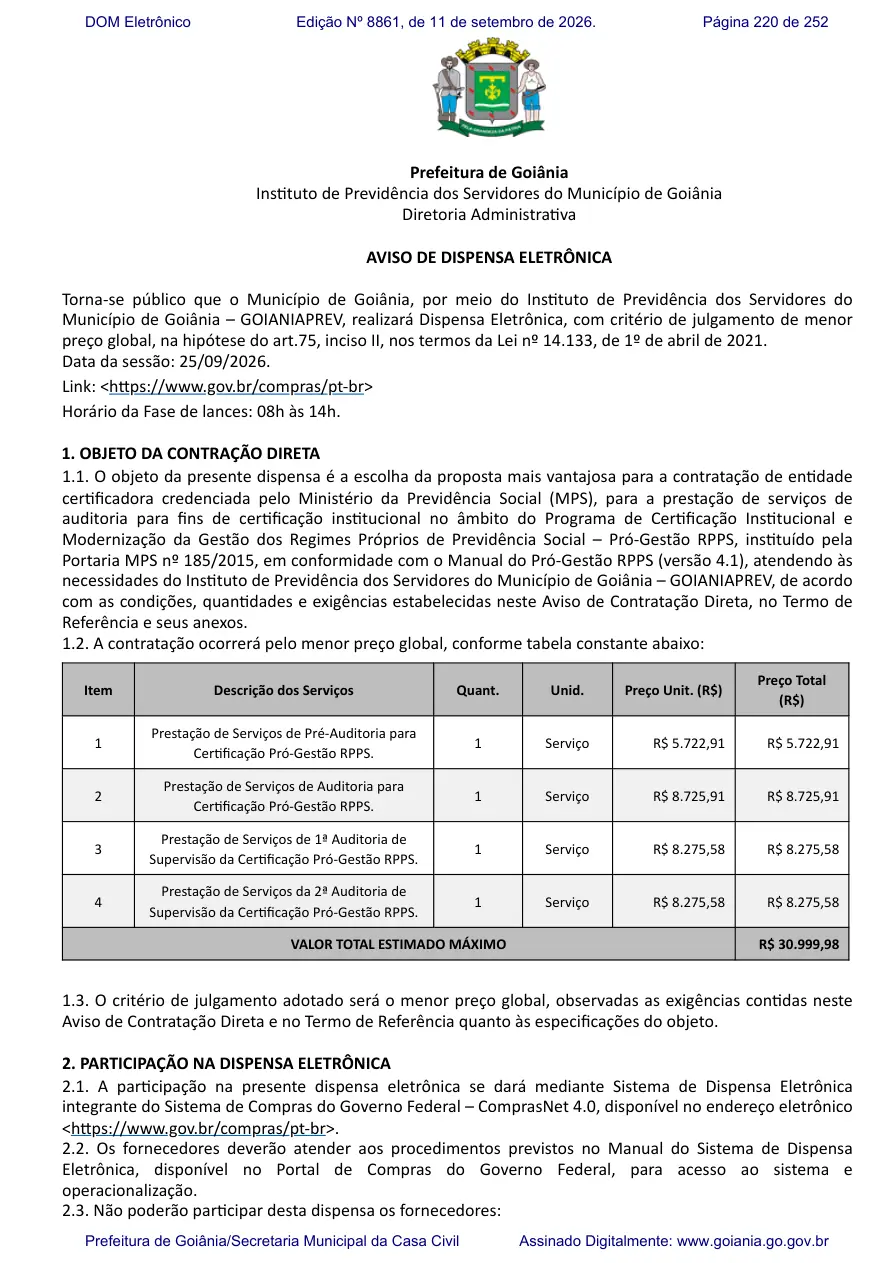 DOM Eletrônico Edição Nº 8861, de 11 de setembro de 2026. Página 220 de 252
PELA GRANDEZA DA PÁTRIA
Prefeitura de Goiânia
Instituto de Previdência dos Servidores do Município de Goiânia
Diretoria Administrativa
AVISO DE DISPENSA ELETRÔNICA
Torna-se público que o Município de Goiânia, por meio do Instituto de Previdência dos Servidores do
Município de Goiânia – GOIANIAPREV, realizará Dispensa Eletrônica, com critério de julgamento de menor
preço global, na hipótese do art.75, inciso II, nos termos da Lei nº 14.133, de 1º de abril de 2021.
Data da sessão: 25/09/2026.
Link: <https://www.gov.br/compras/pt-br>
Horário da Fase de lances: 08h às 14h.
1. OBJETO DA CONTRAÇÃO DIRETA
1.1. O objeto da presente dispensa é a escolha da proposta mais vantajosa para a contratação de entidade
certificadora credenciada pelo Ministério da Previdência Social (MPS), para a prestação de serviços de
auditoria para fins de certificação institucional no âmbito do Programa de Certificação Institucional e
Modernização da Gestão dos Regimes Próprios de Previdência Social – Pró-Gestão RPPS, instituído pela
Portaria MPS nº 185/2015, em conformidade com o Manual do Pró-Gestão RPPS (versão 4.1), atendendo às
necessidades do Instituto de Previdência dos Servidores do Município de Goiânia – GOIANIAPREV, de acordo
com as condições, quantidades e exigências estabelecidas neste Aviso de Contratação Direta, no Termo de
Referência e seus anexos.
1.2. A contratação ocorrerá pelo menor preço global, conforme tabela constante abaixo:
Item Descrição dos Serviços Quant. Unid. Preço Unit. (R$) Preço Total
(R$)
1 Prestação de Serviços de Pré-Auditoria para
Certificação Pró-Gestão RPPS. 1 Serviço R$ 5.722,91 R$ 5.722,91
2 Prestação de Serviços de Auditoria para
Certificação Pró-Gestão RPPS. 1 Serviço R$ 8.725,91 R$ 8.725,91
3 Prestação de Serviços de 1ª Auditoria de
Supervisão da Certificação Pró-Gestão RPPS. 1 Serviço R$ 8.275,58 R$ 8.275,58
4 Prestação de Serviços da 2ª Auditoria de
Supervisão da Certificação Pró-Gestão RPPS. 1 Serviço R$ 8.275,58 R$ 8.275,58
VALOR TOTAL ESTIMADO MÁXIMO R$ 30.999,98
1.3. O critério de julgamento adotado será o menor preço global, observadas as exigências contidas neste
Aviso de Contratação Direta e no Termo de Referência quanto às especificações do objeto.
2. PARTICIPAÇÃO NA DISPENSA ELETRÔNICA
2.1. A participação na presente dispensa eletrônica se dará mediante Sistema de Dispensa Eletrônica
integrante do Sistema de Compras do Governo Federal – ComprasNet 4.0, disponível no endereço eletrônico
<https://www.gov.br/compras/pt-br>.
2.2. Os fornecedores deverão atender aos procedimentos previstos no Manual do Sistema de Dispensa
Eletrônica, disponível no Portal de Compras do Governo Federal, para acesso ao sistema e
operacionalização.
2.3. Não poderão participar desta dispensa os fornecedores:
Prefeitura de Goiânia/Secretaria Municipal da Casa Civil Assinado Digitalmente: www.goiania.go.gov.br